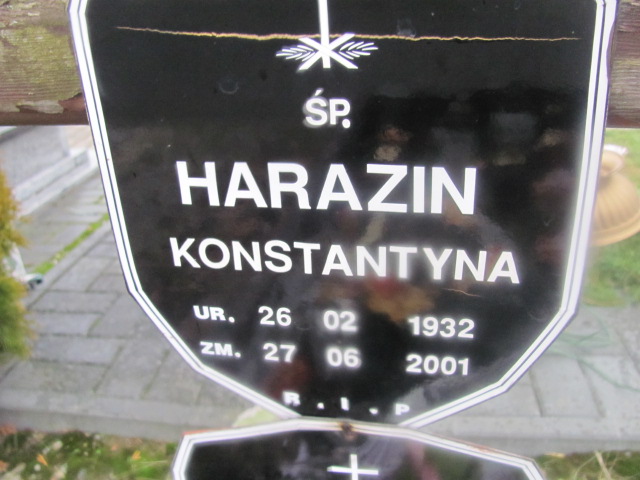 ŚP.
HARAZIN
KONSTANTYNA
UR. 26 02 1932
ZM. 27 06 2001
R.I.P